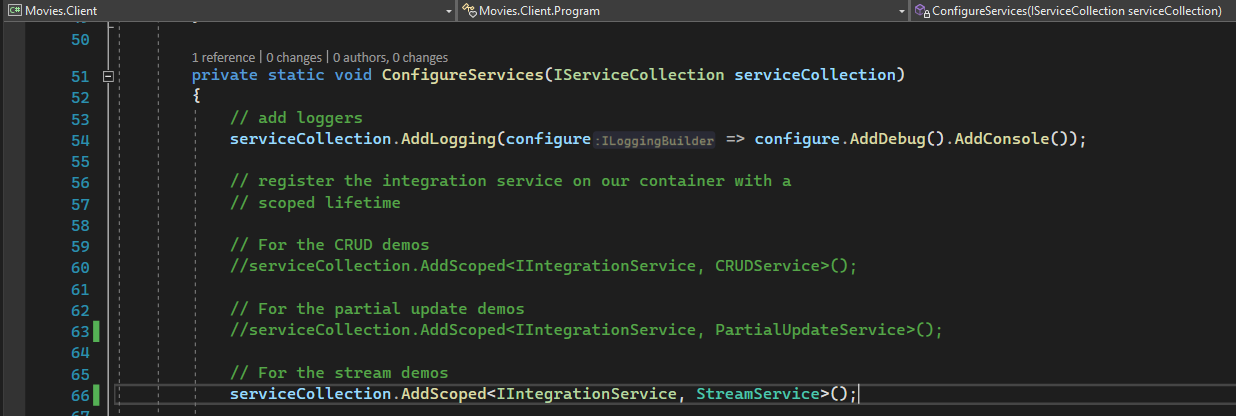 C# Movies.Client Movies.Client.Program ConfigureServices(IServiceCollection serviceCollection)
50
1 reference | 0 changes | 0 authors, 0 changes
51 private static void ConfigureServices(IServiceCollection serviceCollection)
52 {
53 // add loggers
54 serviceCollection.AddLogging(configure:ILoggingBuilder => configure.AddDebug().AddConsole());
55
56 // register the integration service on our container with a
57 // scoped lifetime
58
59 // For the CRUD demos
60 //serviceCollection.AddScoped<IIntegrationService, CRUDService>();
61
62 // For the partial update demos
63 //serviceCollection.AddScoped<IIntegrationService, PartialUpdateService>();
64
65 // For the stream demos
66 serviceCollection.AddScoped<IIntegrationService, StreamService>();